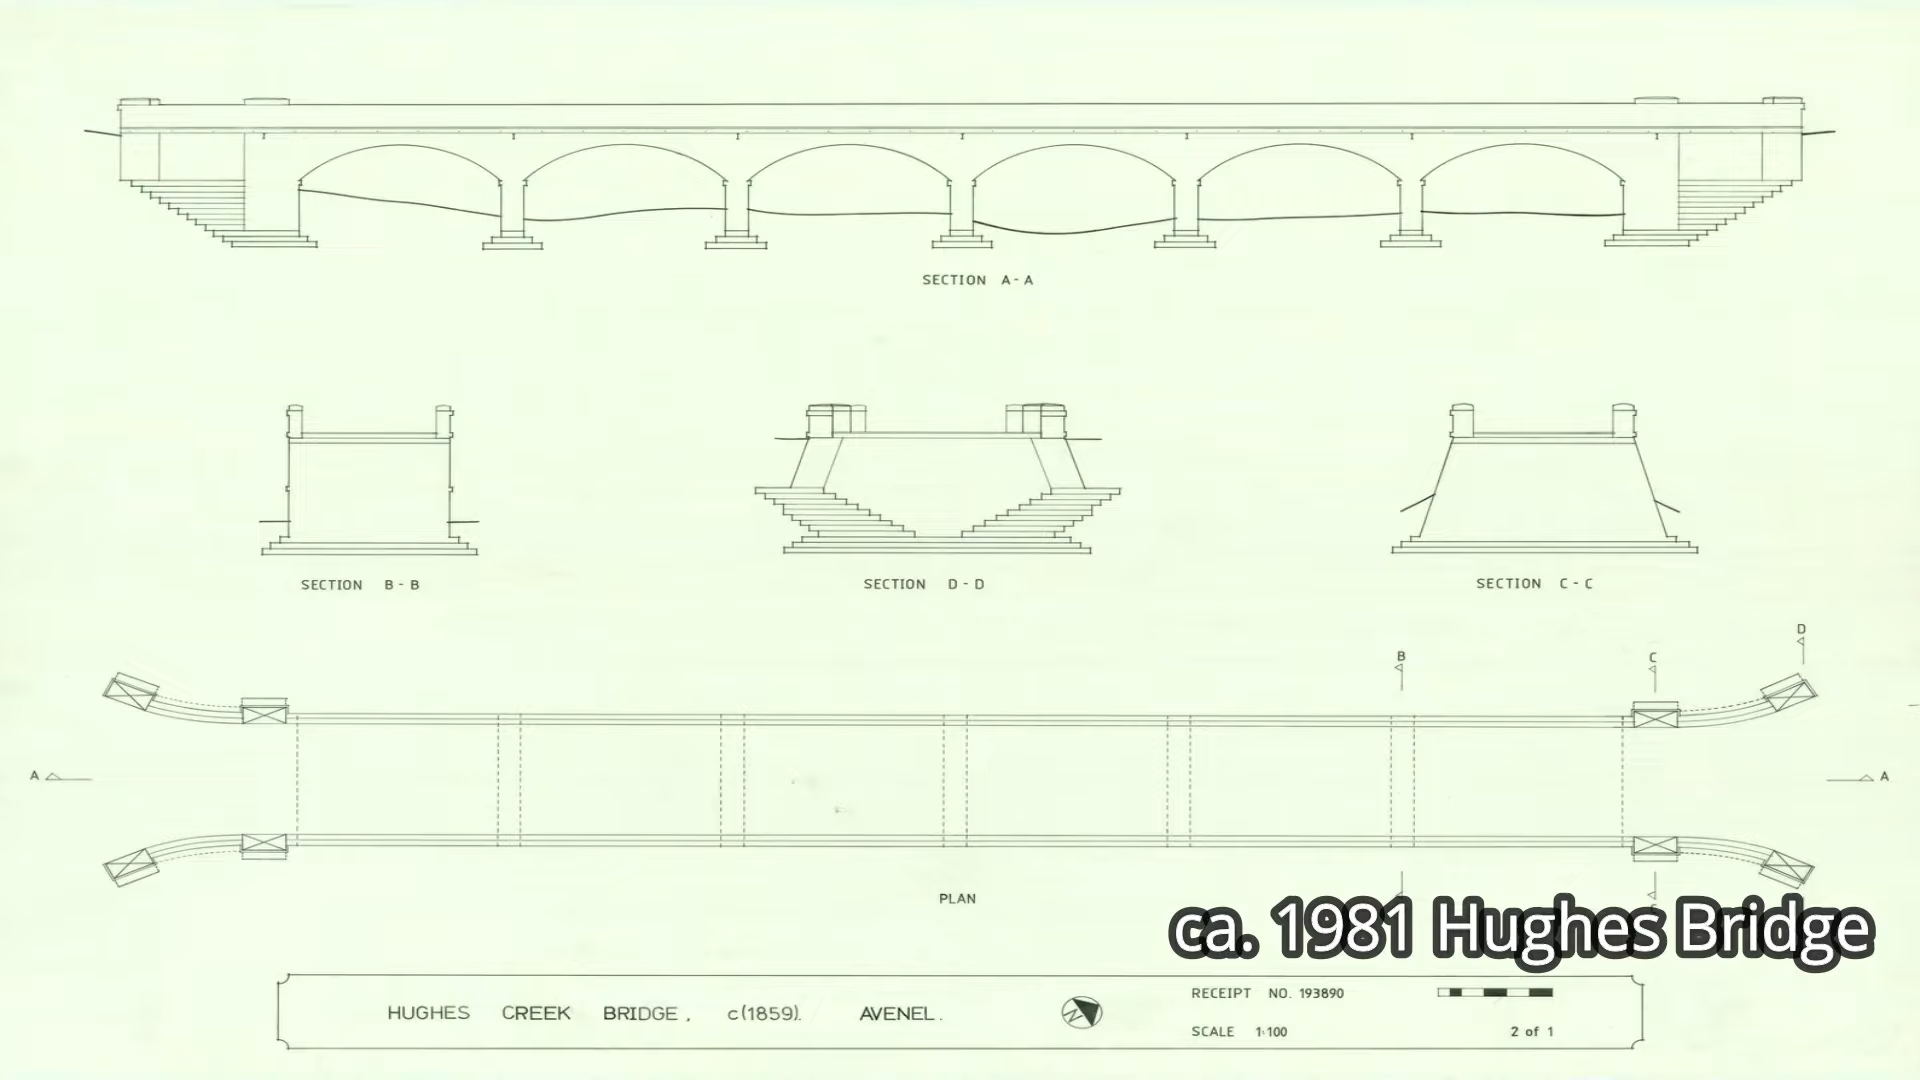 SECTION A-A
SECTION B-B
SECTION D-D
SECTION C-C
D
B
C
A
A
PLAN
ca. 1981 Hughes Bridge
HUGHES CREEK BRIDGE, c(1859). AVENEL.
RECEIPT NO. 193890
SCALE 1:100
2 of 1